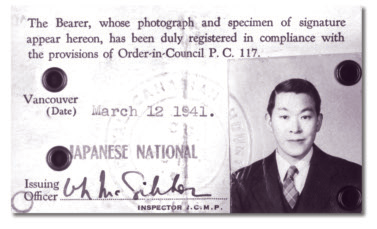 The Bearer, whose photograph and specimen of signature
appear hereon, has been duly registered in compliance with
the provisions of Order-in-Council P. C. 117.
Vancouver
(Date) March 12 1941.
JAPANESE NATIONAL
Issuing
Officer
INSPECTOR R.C.M.P.